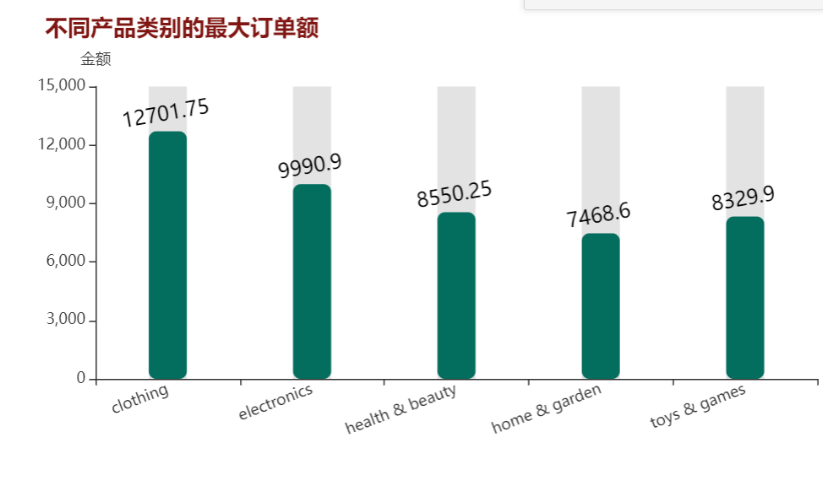 不同产品类别的最大订单额
金额
15,000
12,000
9,000
6,000
3,000
0
12701.75
9990.9
8550.25
7468.6
8329.9
clothing
electronics
health & beauty
home & garden
toys & games